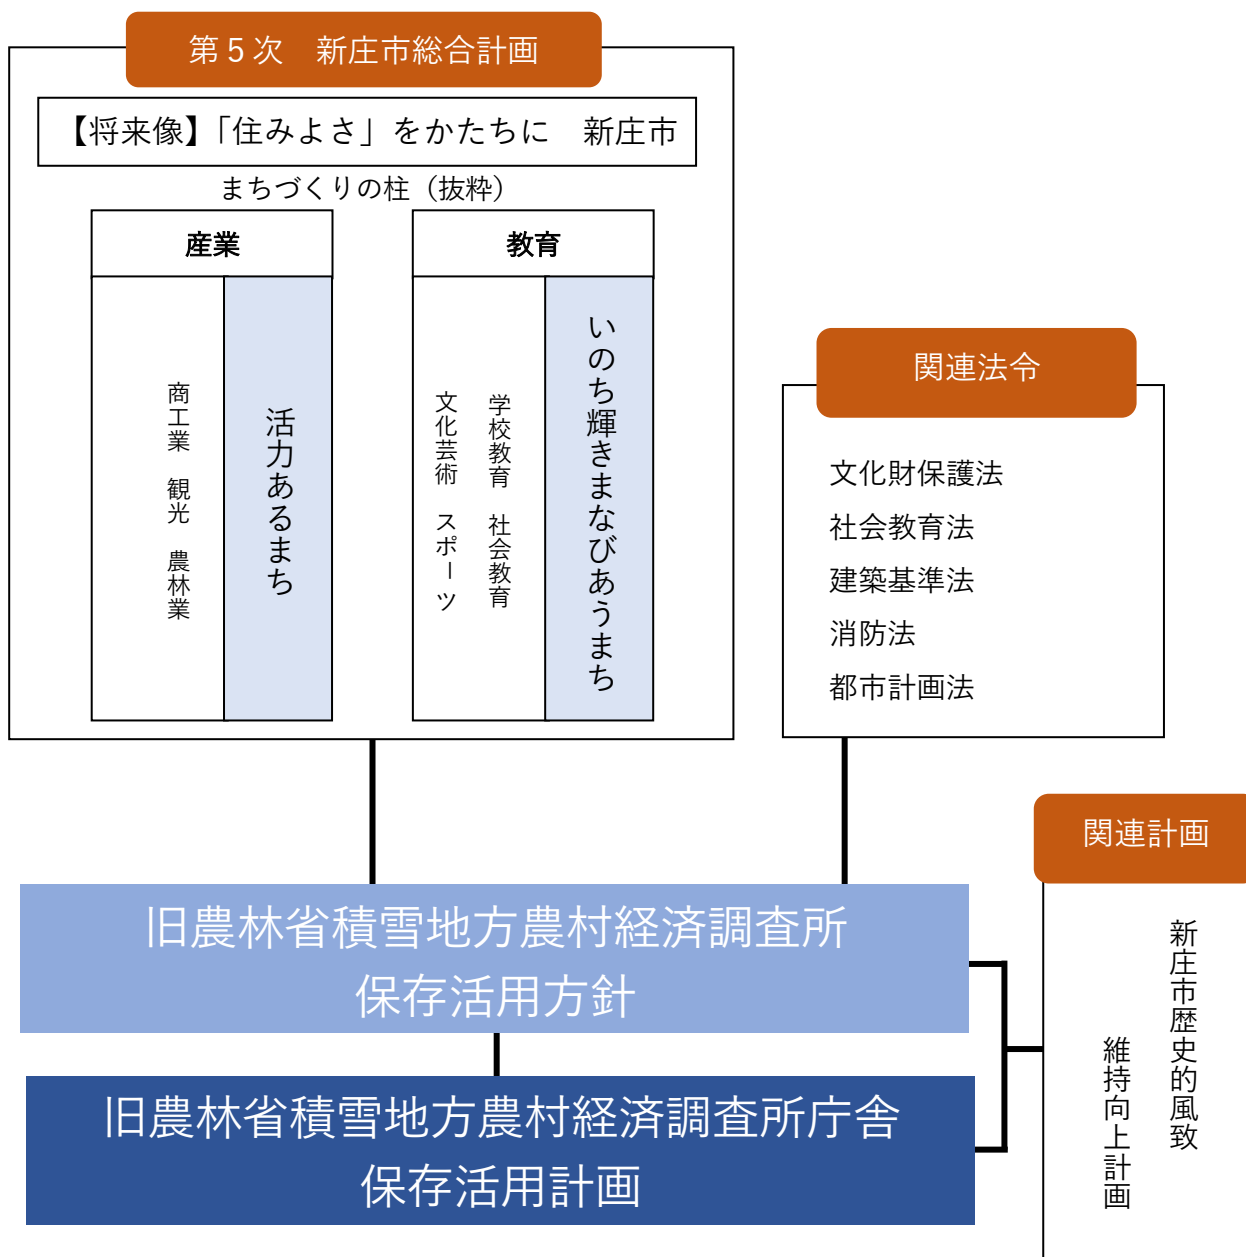 第5次　新庄市総合計画
【将来像】「住みよさ」をかたちに　新庄市
まちづくりの柱（抜粋）
産業
活力あるまち
商工業　観光　農林業
教育
いのち輝きまなびあうまち
学校教育　社会教育
文化芸術　スポーツ
関連法令
文化財保護法
社会教育法
建築基準法
消防法
都市計画法
関連計画
新庄市歴史的風致
維持向上計画
旧農林省積雪地方農村経済調査所
保存活用方針
旧農林省積雪地方農村経済調査所庁舎
保存活用計画